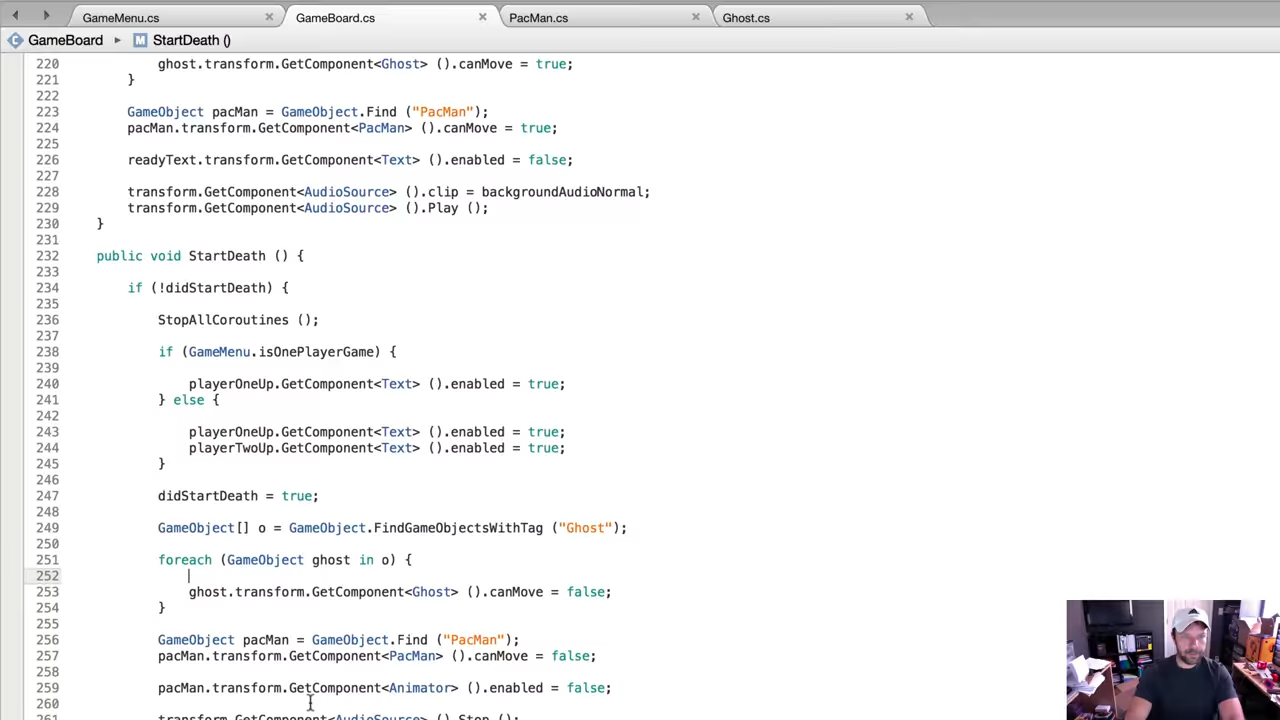 GameMenu.cs
GameBoard.cs
PacMan.cs
Ghost.cs
GameBoard
M StartDeath ()
220 ghost.transform.GetComponent<Ghost> ().canMove = true;
221 }
222
223 GameObject pacMan = GameObject.Find ("PacMan");
224 pacMan.transform.GetComponent<PacMan> ().canMove = true;
225
226 readyText.transform.GetComponent<Text> ().enabled = false;
227
228 transform.GetComponent<AudioSource> ().clip = backgroundAudioNormal;
229 transform.GetComponent<AudioSource> ().Play ();
230 }
231
232 public void StartDeath () {
233
234 if (!didStartDeath) {
235
236 StopAllCoroutines ();
237
238 if (GameMenu.isOnePlayerGame) {
239
240 playerOneUp.GetComponent<Text> ().enabled = true;
241 } else {
242
243 playerOneUp.GetComponent<Text> ().enabled = true;
244 playerTwoUp.GetComponent<Text> ().enabled = true;
245 }
246
247 didStartDeath = true;
248
249 GameObject[] o = GameObject.FindGameObjectsWithTag ("Ghost");
250
251 foreach (GameObject ghost in o) {
252
253 ghost.transform.GetComponent<Ghost> ().canMove = false;
254 }
255
256 GameObject pacMan = GameObject.Find ("PacMan");
257 pacMan.transform.GetComponent<PacMan> ().canMove = false;
258
259 pacMan.transform.GetComponent<Animator> ().enabled = false;
260
261 transform.GetComponent<AudioSource> ().Stop ();